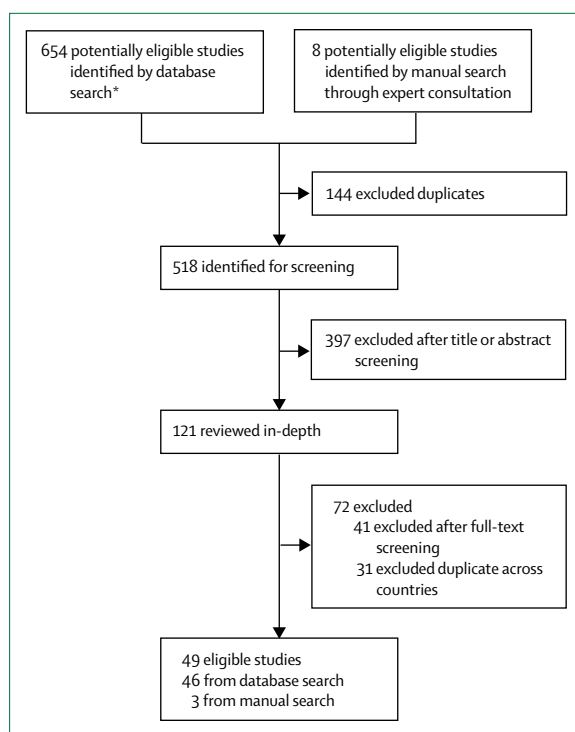 654 potentially eligible studies
identified by database
search*
8 potentially eligible studies
identified by manual search
through expert consultation
144 excluded duplicates
518 identified for screening
397 excluded after title or abstract
screening
121 reviewed in-depth
72 excluded
41 excluded after full-text
screening
31 excluded duplicate across
countries
49 eligible studies
46 from database search
3 from manual search